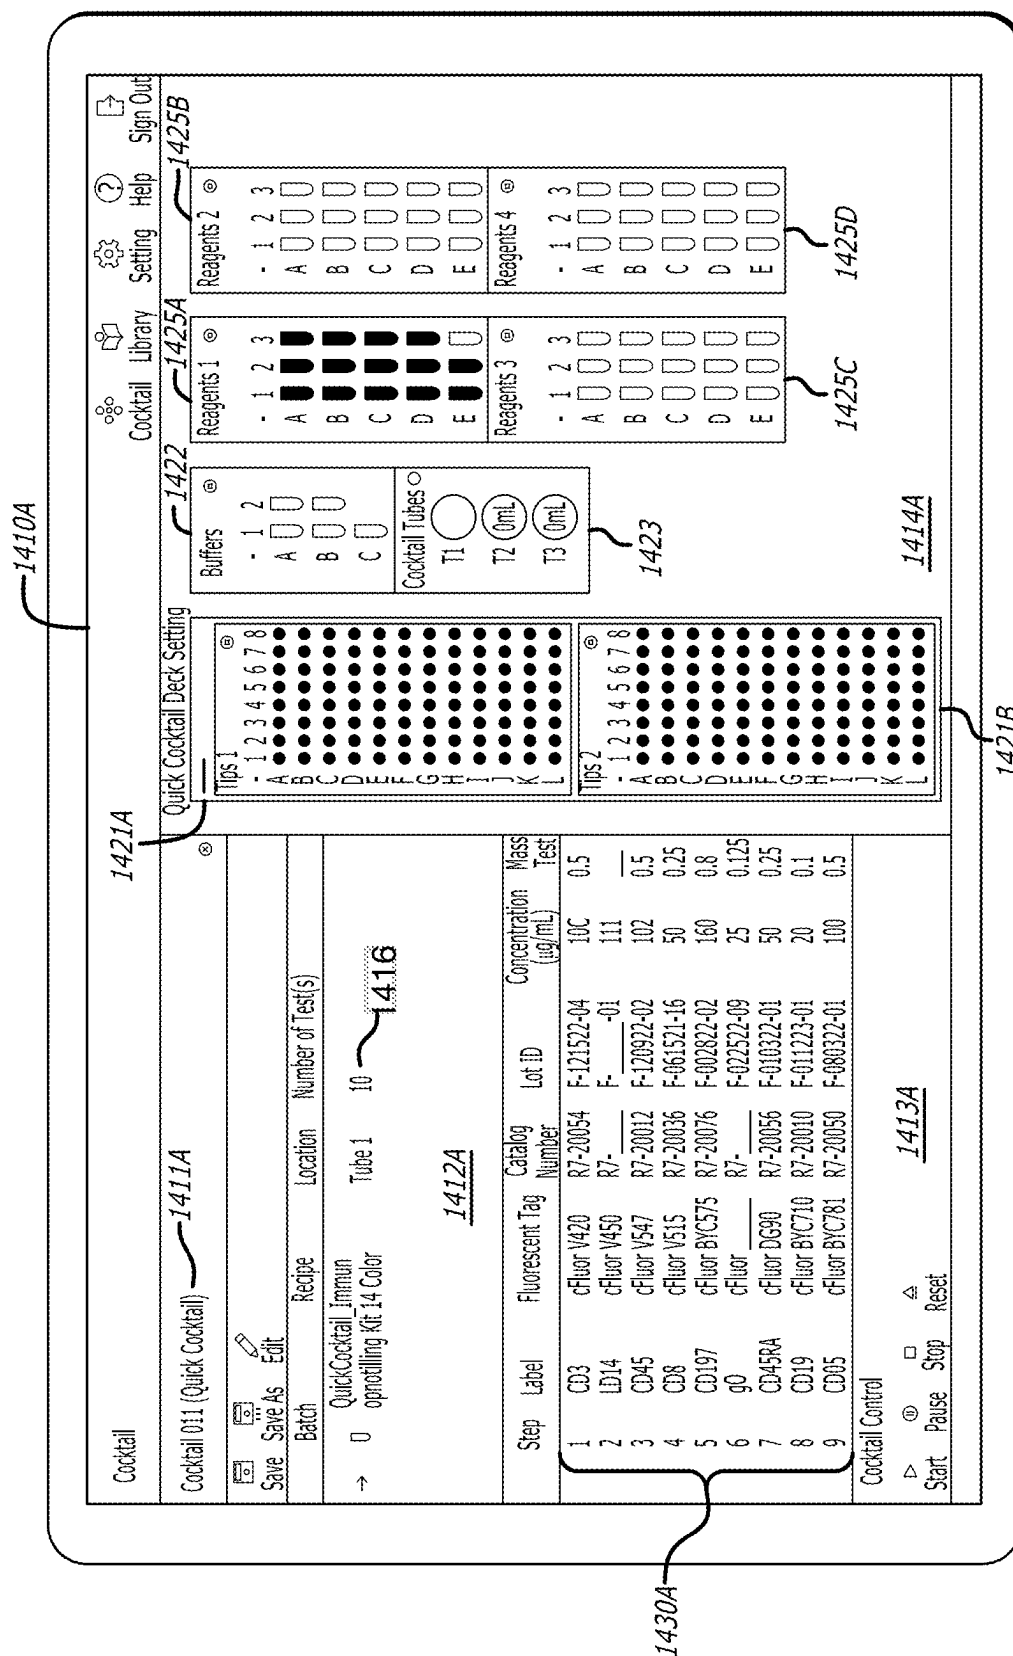 1410A
Cocktail
Cocktail
Library
Setting
Help
Sign Out
Cocktail 011 (Quick Cocktail)
1411A
Save
Save As
Edit
Batch Recipe Location Number of Test(s)
→ 0 QuickCocktail_Immun Tube 1 10
opnotilling Kit 14 Color
1416
1412A
Step Label Fluorescent Tag Catalog Number Lot ID Concentration (µg/mL) Mass Test
1 CD3 cFluor V420 R7-20054 F-121522-04 10C 0.5
2 LD14 cFluor V450 R7-____ F-____-01 111 __
3 CD45 cFluor V547 R7-20012 F-120922-02 102 0.5
4 CD8 cFluor V515 R7-20036 F-061521-16 50 0.25
5 CD197 cFluor BYC575 R7-20076 F-002822-02 160 0.8
6 gO cFluor ____ R7-____ F-022522-09 25 0.125
7 CD45RA cFluor DG90 R7-20056 F-010322-01 50 0.25
8 CD19 cFluor BYC710 R7-20010 F-011223-01 20 0.1
9 CD05 cFluor BYC781 R7-20050 F-080322-01 100 0.5
1430A
Cocktail Control
Start
Pause
Stop
Reset
1413A
Quick Cocktail Deck Setting
1421A
Tips 1
- 1 2 3 4 5 6 7 8
A
B
C
D
E
F
G
H
I
J
K
L
Tips 2
- 1 2 3 4 5 6 7 8
A
B
C
D
E
F
G
H
I
J
K
L
1421B
Buffers
1422
- 1 2
A
B
C
Cocktail Tubes
T1
T2 0mL
T3 0mL
1423
Reagents 1
1425A
- 1 2 3
A
B
C
D
E
Reagents 2
1425B
- 1 2 3
A
B
C
D
E
Reagents 3
- 1 2 3
A
B
C
D
E
1425C
Reagents 4
- 1 2 3
A
B
C
D
E
1425D
1414A